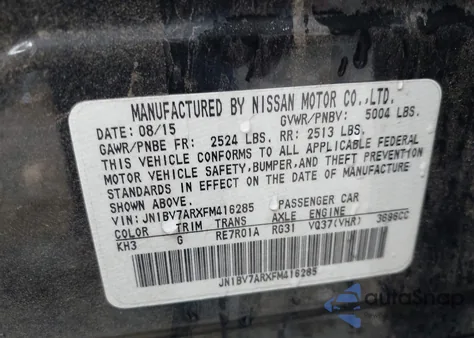 MANUFACTURED BY NISSAN MOTOR CO.,LTD.
DATE: 08/15 GVWR/PNBV: 5004 LBS.
GAWR/PNBE FR: 2524 LBS. RR: 2513 LBS.
THIS VEHICLE CONFORMS TO ALL APPLICABLE FEDERAL
MOTOR VEHICLE SAFETY,BUMPER,AND THEFT PREVENTION
STANDARDS IN EFFECT ON THE DATE OF MANUFACTURE
SHOWN ABOVE.
VIN: JN1BV7ARXFM416285 PASSENGER CAR
COLOR TRIM TRANS AXLE ENGINE
KH3 G RE7R01A RG31 VQ37(VHR) 3696CC
JN1BV7ARXFM416285
autoSnap